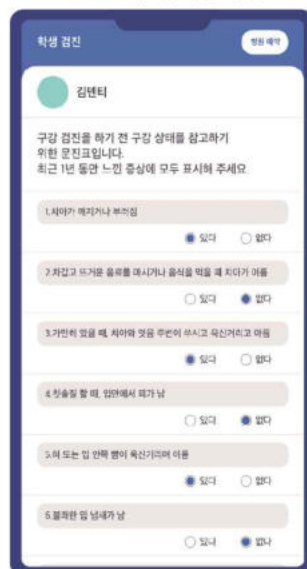 학생 검진
병원 예약
김덴티
구강 검진을 하기 전 구강 상태를 참고하기
위한 문진표입니다.
최근 1년 동안 느낀 증상에 모두 표시해 주세요.
1.치아가 깨지거나 부러짐
있다 없다
2.차갑고 뜨거운 음료를 마시거나 음식을 먹을 때 치아가 아픔
있다 없다
3.가만히 있을 때, 치아와 잇몸 주변이 쑤시고 욱신거리고 아픔
있다 없다
4.칫솔질 할 때, 입안에서 피가 남
있다 없다
5.혀 또는 입 안쪽 뺨이 욱신거리며 아픔
있다 없다
6.불쾌한 입 냄새가 남
있다 없다